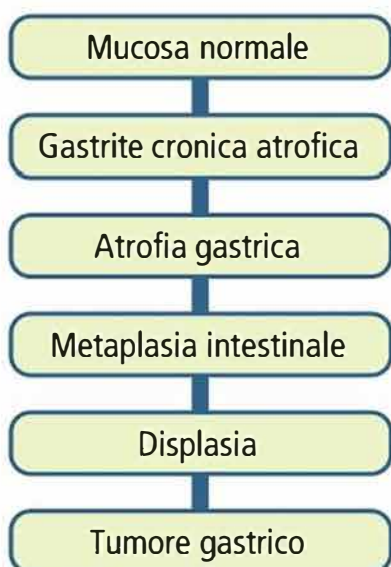 Mucosa normale
Gastrite cronica atrofica
Atrofia gastrica
Metaplasia intestinale
Displasia
Tumore gastrico